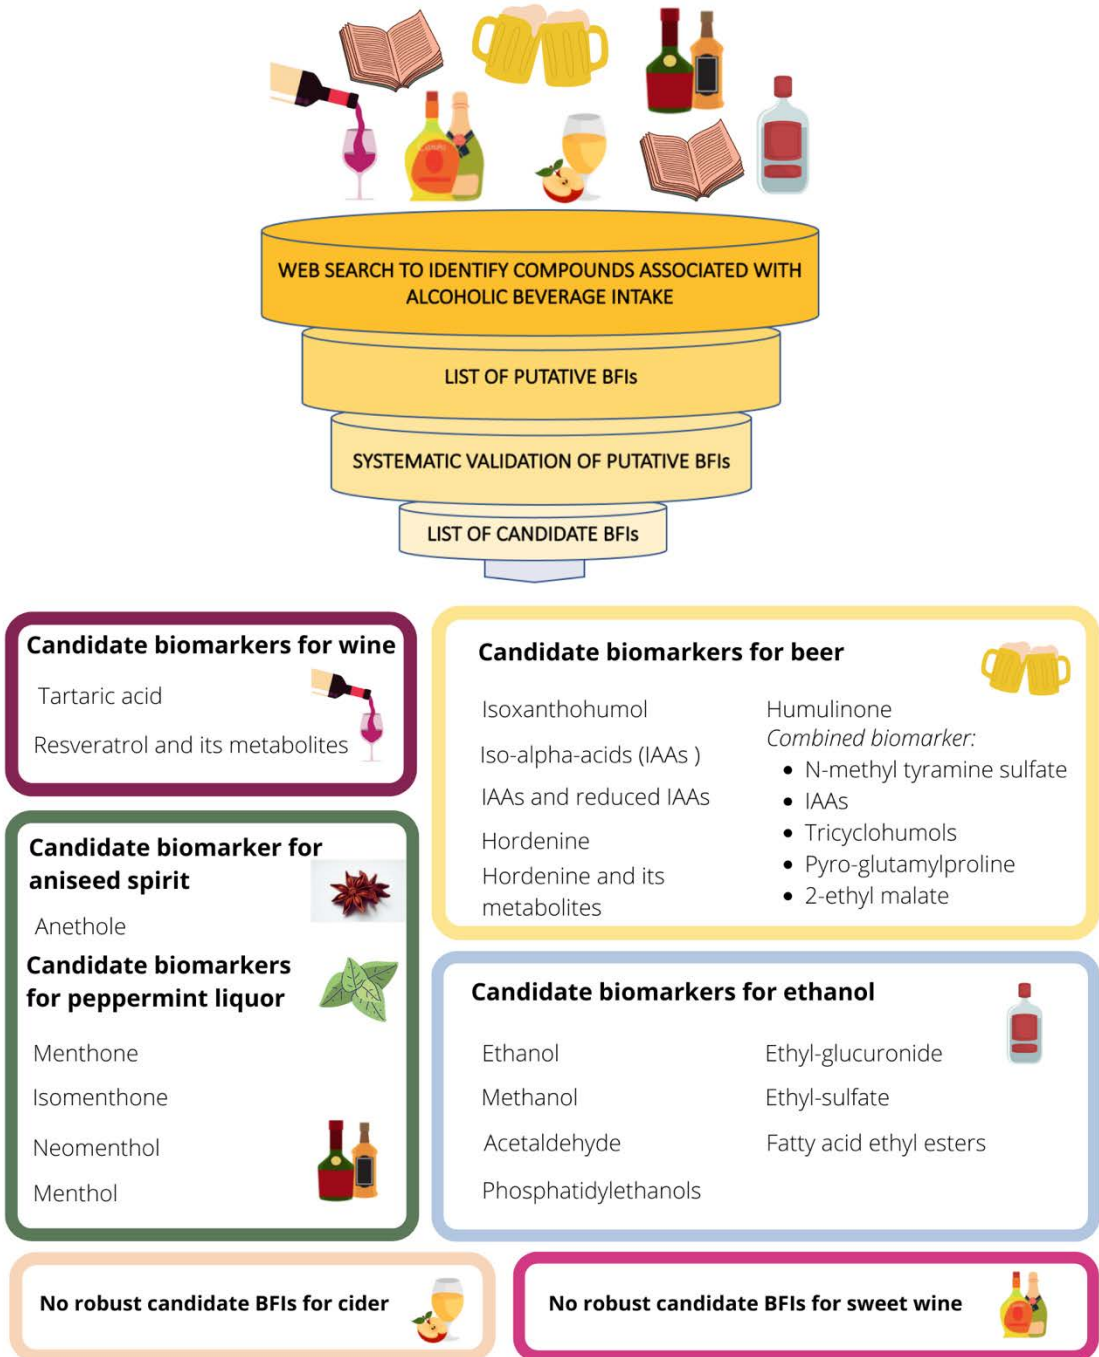 WEB SEARCH TO IDENTIFY COMPOUNDS ASSOCIATED WITH
ALCOHOLIC BEVERAGE INTAKE
LIST OF PUTATIVE BFIs
SYSTEMATIC VALIDATION OF PUTATIVE BFIs
LIST OF CANDIDATE BFIs
Candidate biomarkers for wine
Tartaric acid
Resveratrol and its metabolites
Candidate biomarker for
aniseed spirit
Anethole
Candidate biomarkers
for peppermint liquor
Menthone
Isomenthone
Neomenthol
Menthol
Candidate biomarkers for beer
Isoxanthohumol
Iso-alpha-acids (IAAs )
IAAs and reduced IAAs
Hordenine
Hordenine and its
metabolites
Humulinone
Combined biomarker:
• N-methyl tyramine sulfate
• IAAs
• Tricyclohumols
• Pyro-glutamylproline
• 2-ethyl malate
Candidate biomarkers for ethanol
Ethanol
Methanol
Acetaldehyde
Phosphatidylethanols
Ethyl-glucuronide
Ethyl-sulfate
Fatty acid ethyl esters
No robust candidate BFIs for cider
No robust candidate BFIs for sweet wine